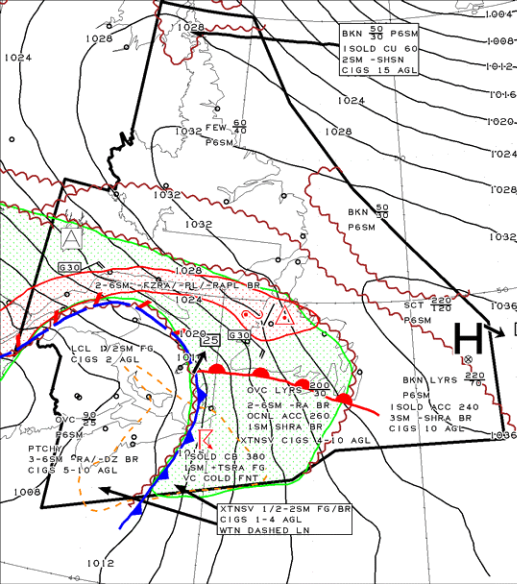 1004
1028
1028
1008
BKN 50/30 P6SM
ISOLD CU 60
2SM -SHSN
CIGS 15 AGL
1024
1012
1016
1024
1020
1032
FEW 60/40
P6SM
1028
1024
1028
1032
BKN 50/30
P6SM
1032
G30
1028
2-6SM -FZRA/-PL/-RAPL BR
1024
SCT 220/120
P6SM
1036
1020
G30
25
H
LCL 1/2SM FG
CIGS 2 AGL
BKN LYRS 220/70
P6SM
ISOLD ACC 240
3SM -SHRA BR
CIGS 10 AGL
OVC LYRS 200/30
2-6SM -RA BR
OCNL ACC 260
1SM SHRA BR
XTNSV CIGS 4-10 AGL
OVC 90/25
P6SM
PTCHY
3-6SM -RA/-DZ BR
CIGS 5-10 AGL
1036
R
ISOLD CB 380
1SM +TSRA FG
VC COLD FNT
1008
XTNSV 1/2-2SM FG/BR
CIGS 1-4 AGL
WTN DASHED LN
1012
40